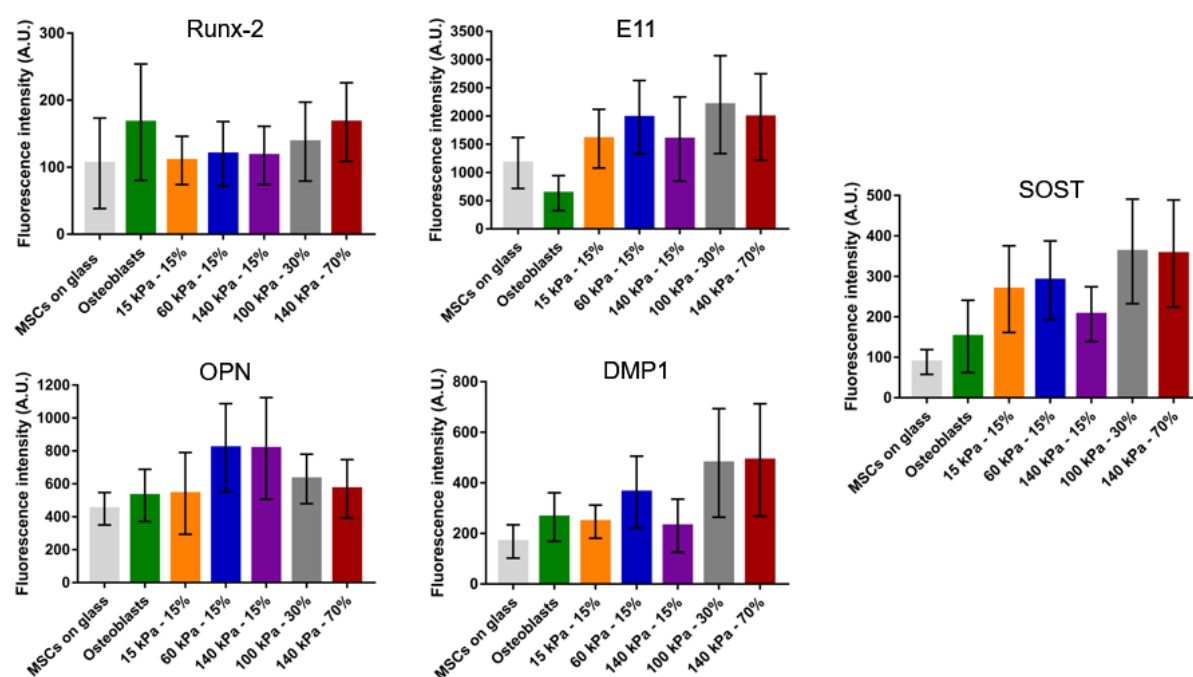 Runx-2
Fluorescence intensity (A.U.)
300
200
100
0
MSCs on glass
Osteoblasts
15 kPa - 15%
60 kPa - 15%
140 kPa - 15%
100 kPa - 30%
140 kPa - 70%
E11
Fluorescence intensity (A.U.)
3500
3000
2500
2000
1500
1000
500
0
MSCs on glass
Osteoblasts
15 kPa - 15%
60 kPa - 15%
140 kPa - 15%
100 kPa - 30%
140 kPa - 70%
SOST
Fluorescence intensity (A.U.)
500
400
300
200
100
0
MSCs on glass
Osteoblasts
15 kPa - 15%
60 kPa - 15%
140 kPa - 15%
100 kPa - 30%
140 kPa - 70%
OPN
Fluorescence intensity (A.U.)
1200
1000
800
600
400
200
0
MSCs on glass
Osteoblasts
15 kPa - 15%
60 kPa - 15%
140 kPa - 15%
100 kPa - 30%
140 kPa - 70%
DMP1
Fluorescence intensity (A.U.)
800
600
400
200
0
MSCs on glass
Osteoblasts
15 kPa - 15%
60 kPa - 15%
140 kPa - 15%
100 kPa - 30%
140 kPa - 70%